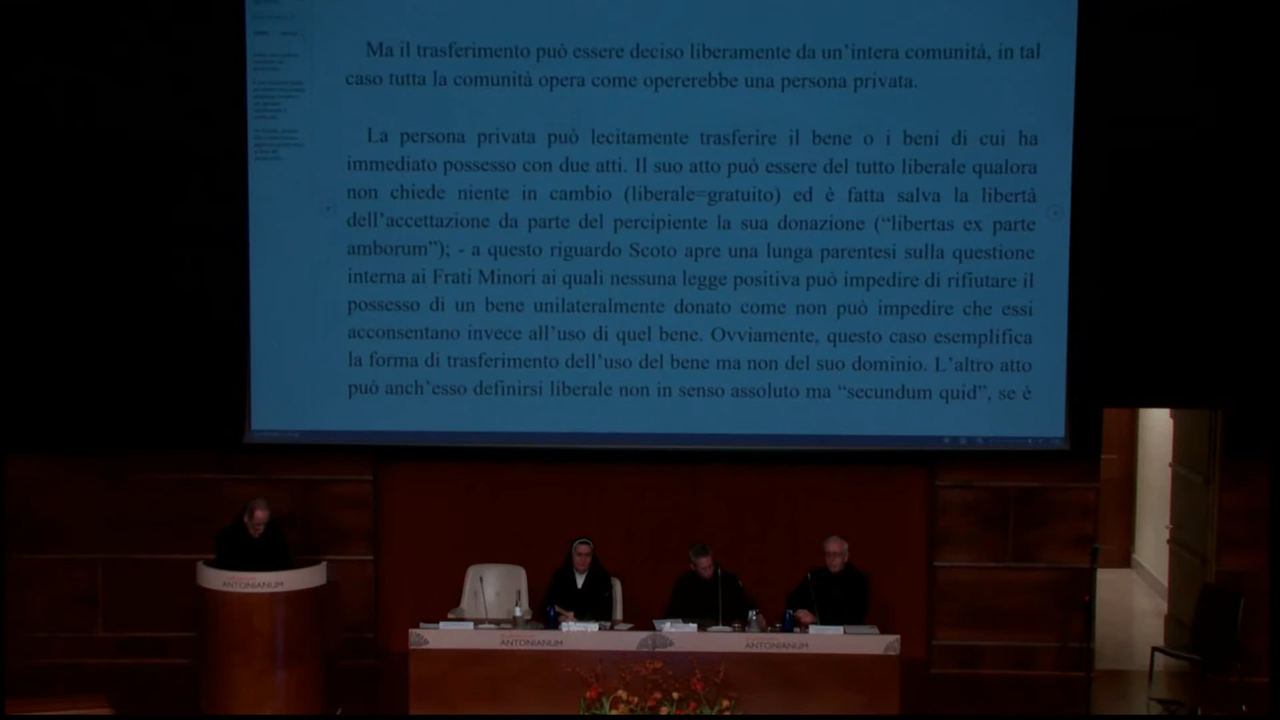 Ma il trasferimento può essere deciso liberamente da un'intera comunità, in tal
caso tutta la comunità opera come opererebbe una persona privata.
La persona privata può lecitamente trasferire il bene o i beni di cui ha
immediato possesso con due atti. Il suo atto può essere del tutto liberale qualora
non chiede niente in cambio (liberale=gratuito) ed è fatta salva la libertà
dell'accettazione da parte del percipiente la sua donazione (“libertas ex parte
amborum”); - a questo riguardo Scoto apre una lunga parentesi sulla questione
interna ai Frati Minori ai quali nessuna legge positiva può impedire di rifiutare il
possesso di un bene unilateralmente donato come non può impedire che essi
acconsentano invece all'uso di quel bene. Ovviamente, questo caso esemplifica
la forma di trasferimento dell'uso del bene ma non del suo dominio. L'altro atto
può anch'esso definirsi liberale non in senso assoluto ma “secundum quid”, se è
ANTONIANUM
ANTONIANUM
ANTONIANUM